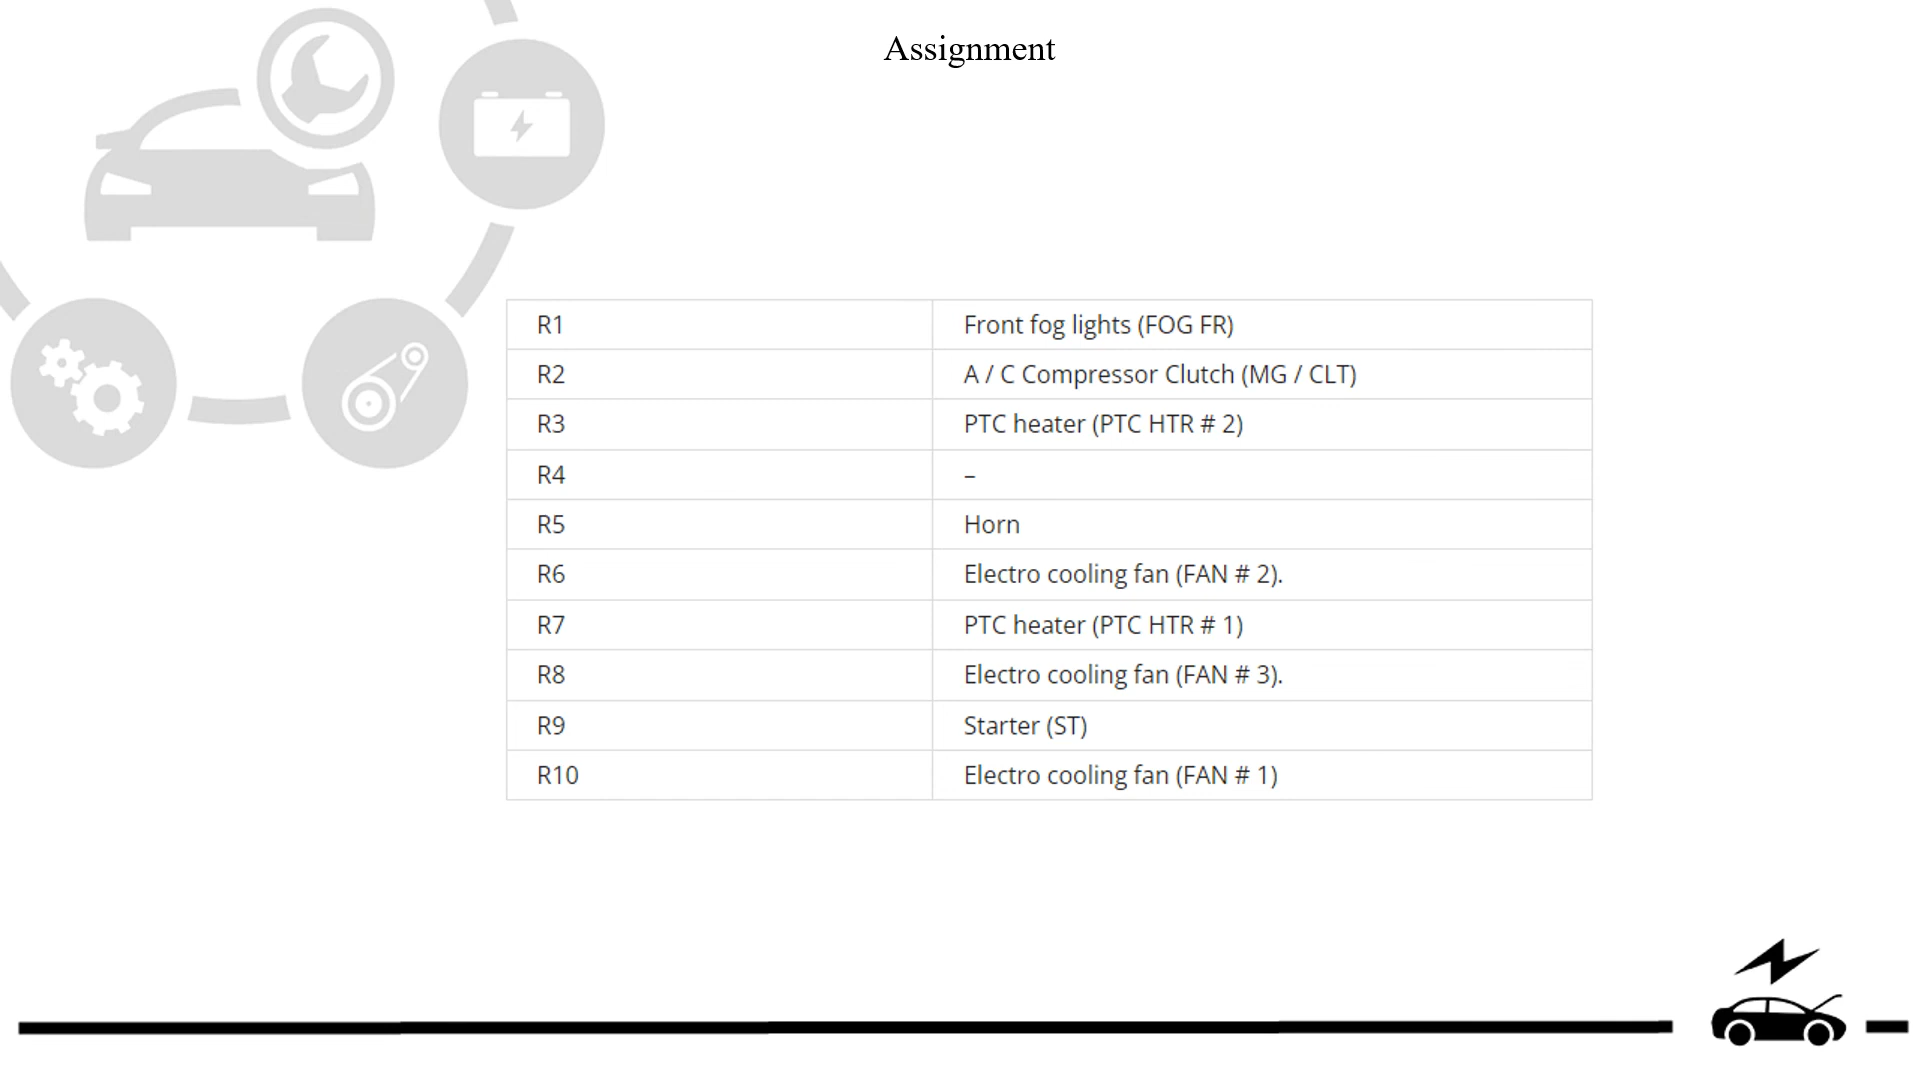 Assignment
R1 Front fog lights (FOG FR)
R2 A / C Compressor Clutch (MG / CLT)
R3 PTC heater (PTC HTR # 2)
R4 –
R5 Horn
R6 Electro cooling fan (FAN # 2).
R7 PTC heater (PTC HTR # 1)
R8 Electro cooling fan (FAN # 3).
R9 Starter (ST)
R10 Electro cooling fan (FAN # 1)